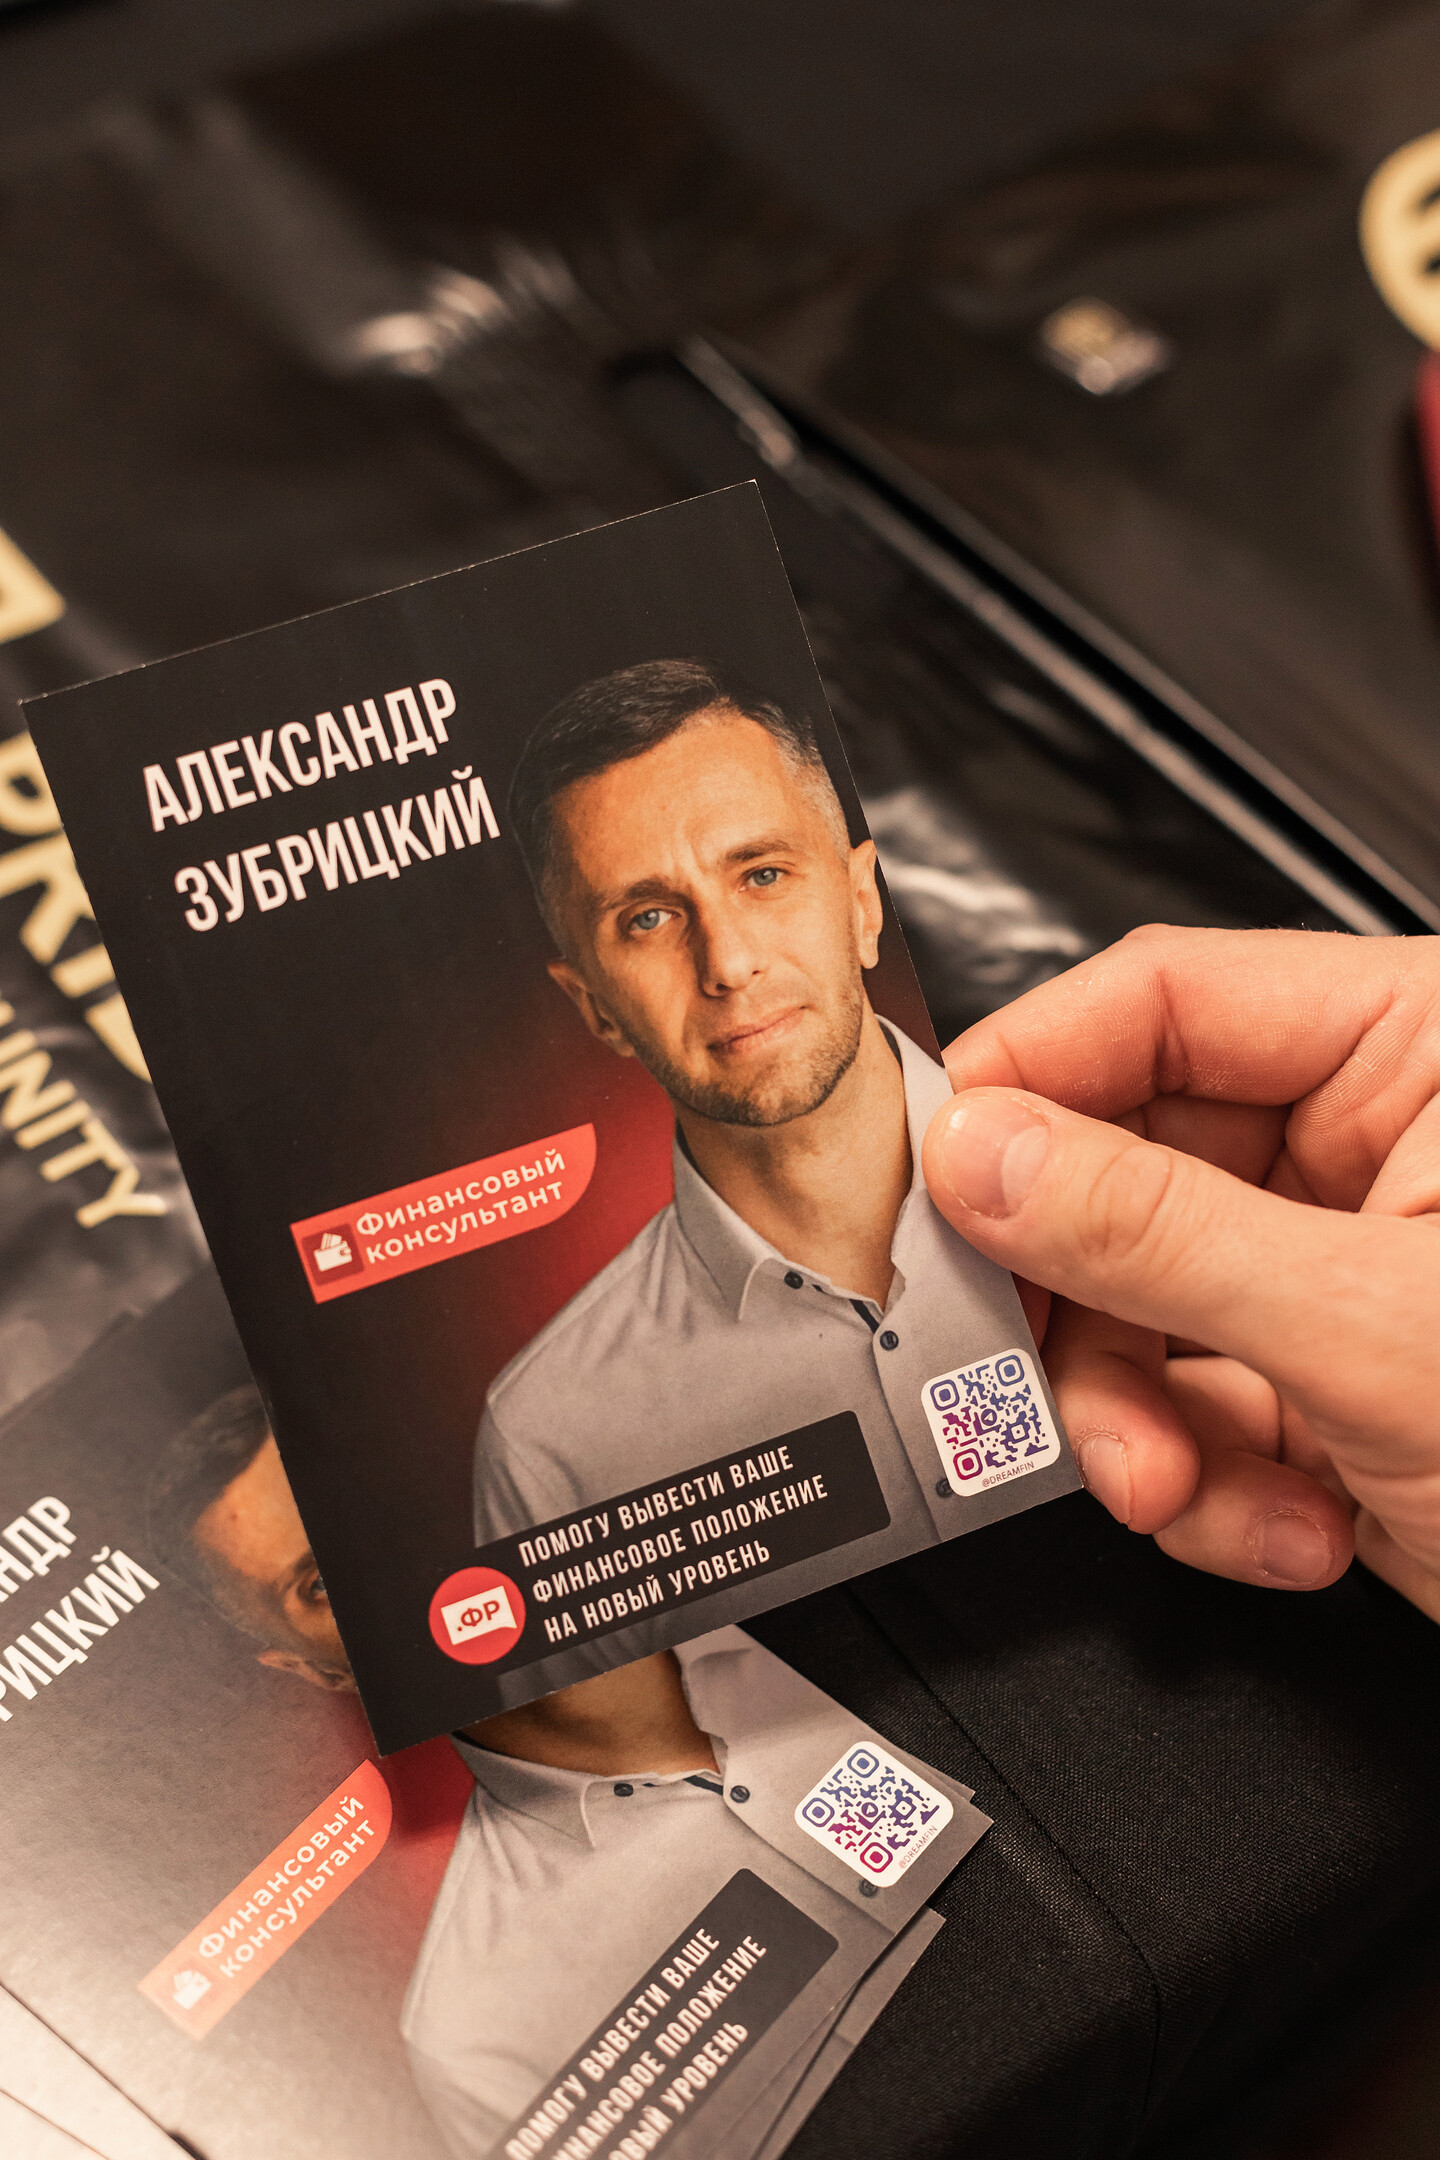 АЛЕКСАНДР
ЗУБРИЦКИЙ
Финансовый
консультант
@DREAMFIN
ПОМОГУ ВЫВЕСТИ ВАШЕ
ФИНАНСОВОЕ ПОЛОЖЕНИЕ
НА НОВЫЙ УРОВЕНЬ
.ФР
НДР
РИЦКИЙ
Финансовый
консультант
@DREAMFIN
ПОМОГУ ВЫВЕСТИ ВАШЕ
НАНСОВОЕ ПОЛОЖЕНИЕ
ОВЫЙ УРОВЕНЬ
UNITY